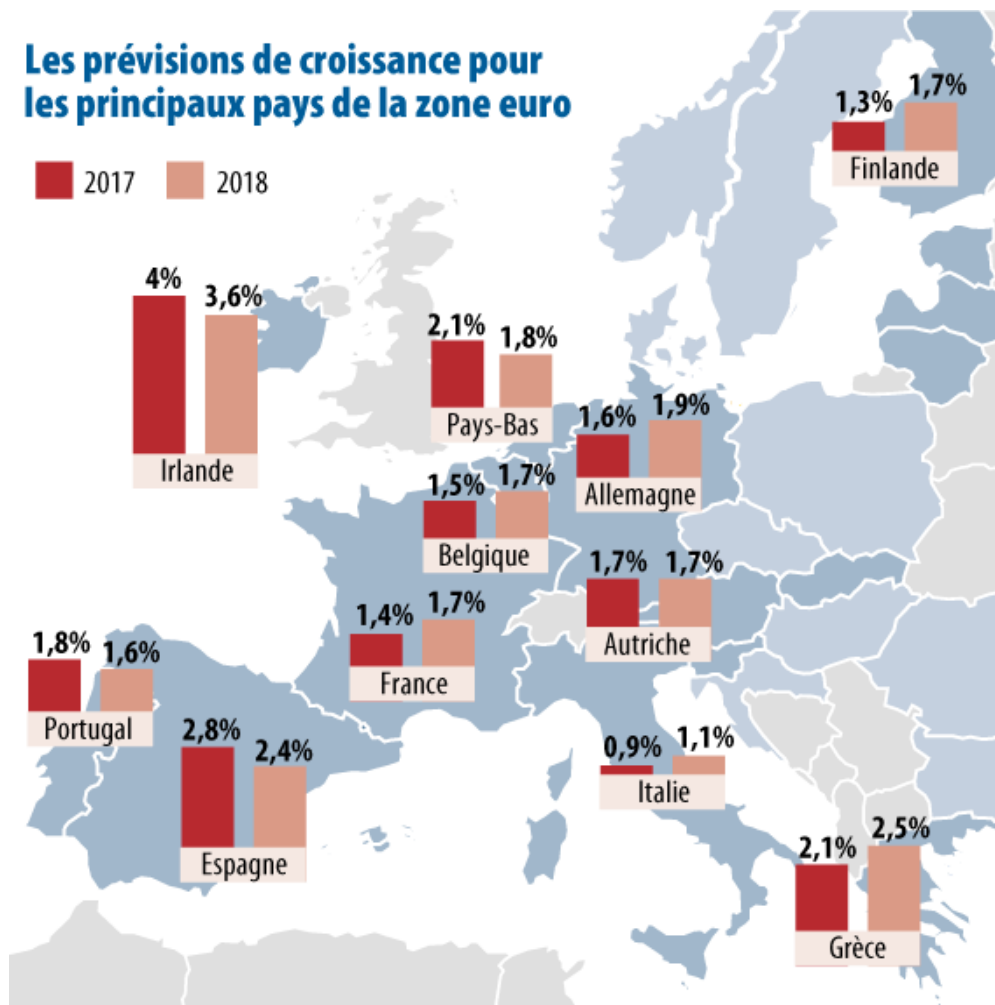 Les prévisions de croissance pour
les principaux pays de la zone euro
2017 2018
1,3% 1,7%
Finlande
4% 3,6%
Irlande
2,1% 1,8%
Pays-Bas
1,6% 1,9%
Allemagne
1,5% 1,7%
Belgique
1,7% 1,7%
Autriche
1,4% 1,7%
France
1,8% 1,6%
Portugal
2,8% 2,4%
Espagne
0,9% 1,1%
Italie
2,1% 2,5%
Grèce